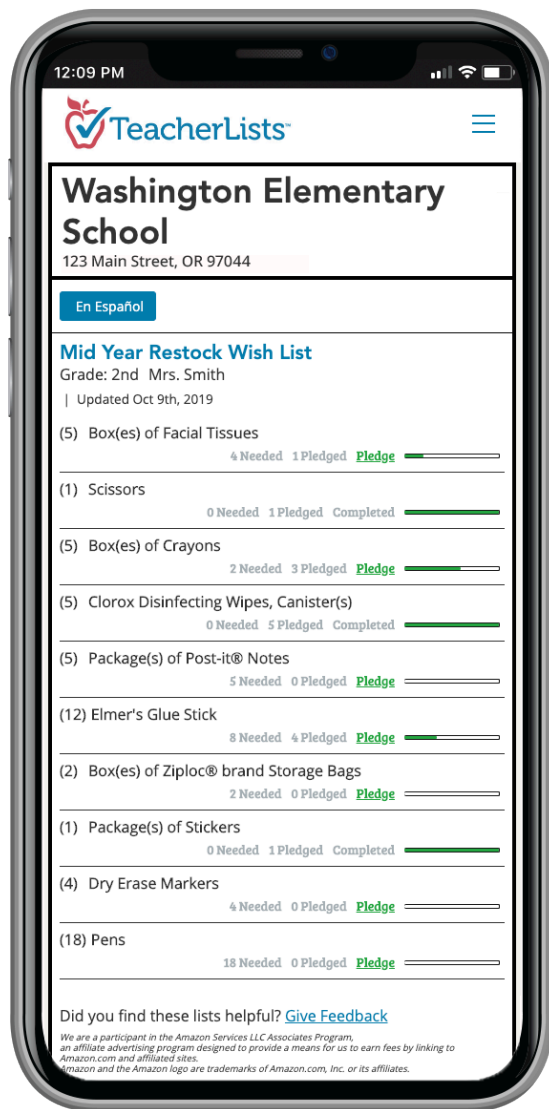 12:09 PM
TeacherLists™
Washington Elementary
School
123 Main Street, OR 97044
En Español
Mid Year Restock Wish List
Grade: 2nd Mrs. Smith
| Updated Oct 9th, 2019
(5) Box(es) of Facial Tissues
4 Needed 1 Pledged Pledge
(1) Scissors
0 Needed 1 Pledged Completed
(5) Box(es) of Crayons
2 Needed 3 Pledged Pledge
(5) Clorox Disinfecting Wipes, Canister(s)
0 Needed 5 Pledged Completed
(5) Package(s) of Post-it® Notes
5 Needed 0 Pledged Pledge
(12) Elmer's Glue Stick
8 Needed 4 Pledged Pledge
(2) Box(es) of Ziploc® brand Storage Bags
2 Needed 0 Pledged Pledge
(1) Package(s) of Stickers
0 Needed 1 Pledged Completed
(4) Dry Erase Markers
4 Needed 0 Pledged Pledge
(18) Pens
18 Needed 0 Pledged Pledge
Did you find these lists helpful? Give Feedback
We are a participant in the Amazon Services LLC Associates Program,
an affiliate advertising program designed to provide a means for us to earn fees by linking to
Amazon.com and affiliated sites.
Amazon and the Amazon logo are trademarks of Amazon.com, Inc. or its affiliates.